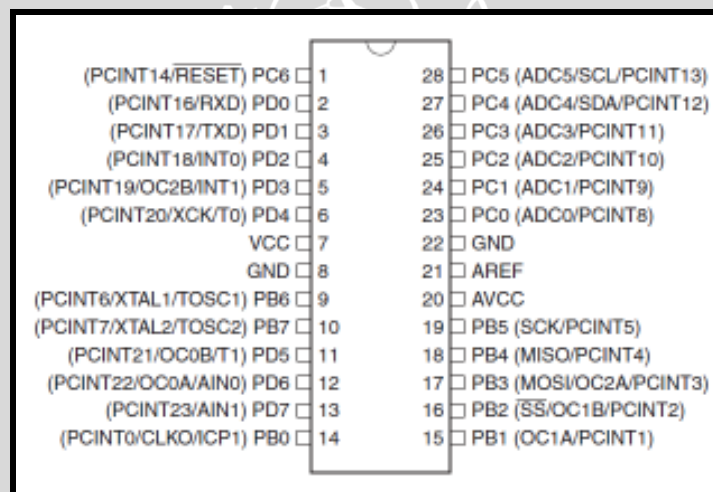 (PCINT14/RESET) PC6 1 28 PC5 (ADC5/SCL/PCINT13)
(PCINT16/RXD) PD0 2 27 PC4 (ADC4/SDA/PCINT12)
(PCINT17/TXD) PD1 3 26 PC3 (ADC3/PCINT11)
(PCINT18/INT0) PD2 4 25 PC2 (ADC2/PCINT10)
(PCINT19/OC2B/INT1) PD3 5 24 PC1 (ADC1/PCINT9)
(PCINT20/XCK/T0) PD4 6 23 PC0 (ADC0/PCINT8)
VCC 7 22 GND
GND 8 21 AREF
(PCINT6/XTAL1/TOSC1) PB6 9 20 AVCC
(PCINT7/XTAL2/TOSC2) PB7 10 19 PB5 (SCK/PCINT5)
(PCINT21/OC0B/T1) PD5 11 18 PB4 (MISO/PCINT4)
(PCINT22/OC0A/AIN0) PD6 12 17 PB3 (MOSI/OC2A/PCINT3)
(PCINT23/AIN1) PD7 13 16 PB2 (SS/OC1B/PCINT2)
(PCINT0/CLKO/ICP1) PB0 14 15 PB1 (OC1A/PCINT1)